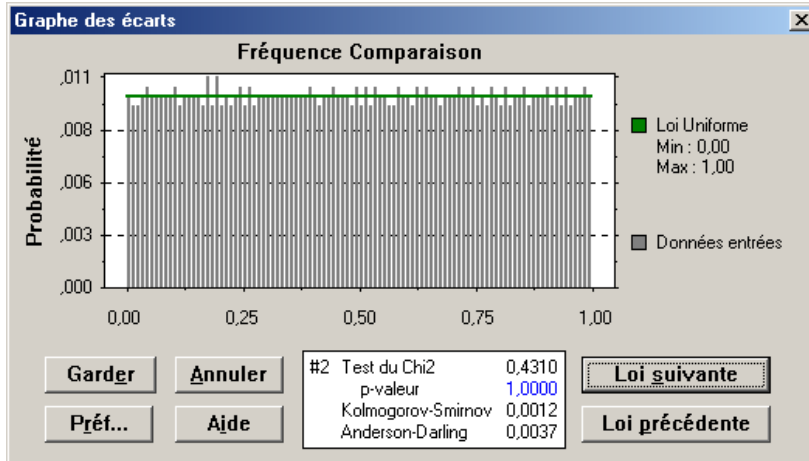 Graphe des écarts
Fréquence Comparaison
Probabilité
,011
,008
,006
,003
,000
0,00 0,25 0,50 0,75 1,00
Loi Uniforme
Min : 0,00
Max : 1,00
Données entrées
Garder
Annuler
Préf...
Aide
#2 Test du Chi2 0,4310
p-valeur 1,0000
Kolmogorov-Smirnov 0,0012
Anderson-Darling 0,0037
Loi suivante
Loi précédente